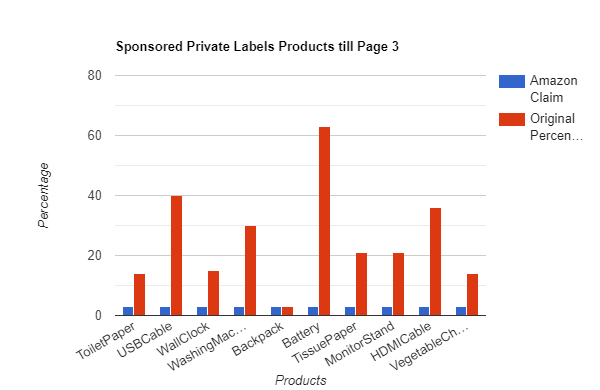 Sponsored Private Labels Products till Page 3
80
60
40
20
0
Percentage
Amazon
Claim
Original
Percen…
ToiletPaper
USBCable
WallClock
WashingMac…
Backpack
Battery
TissuePaper
MonitorStand
HDMICable
VegetableCh…
Products